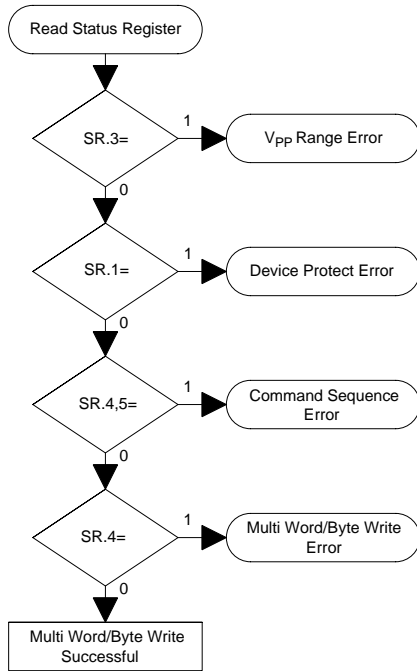 Read Status Register
SR.3=
1
VPP Range Error
0
SR.1=
1
Device Protect Error
0
SR.4,5=
1
Command Sequence
Error
0
SR.4=
1
Multi Word/Byte Write
Error
0
Multi Word/Byte Write
Successful